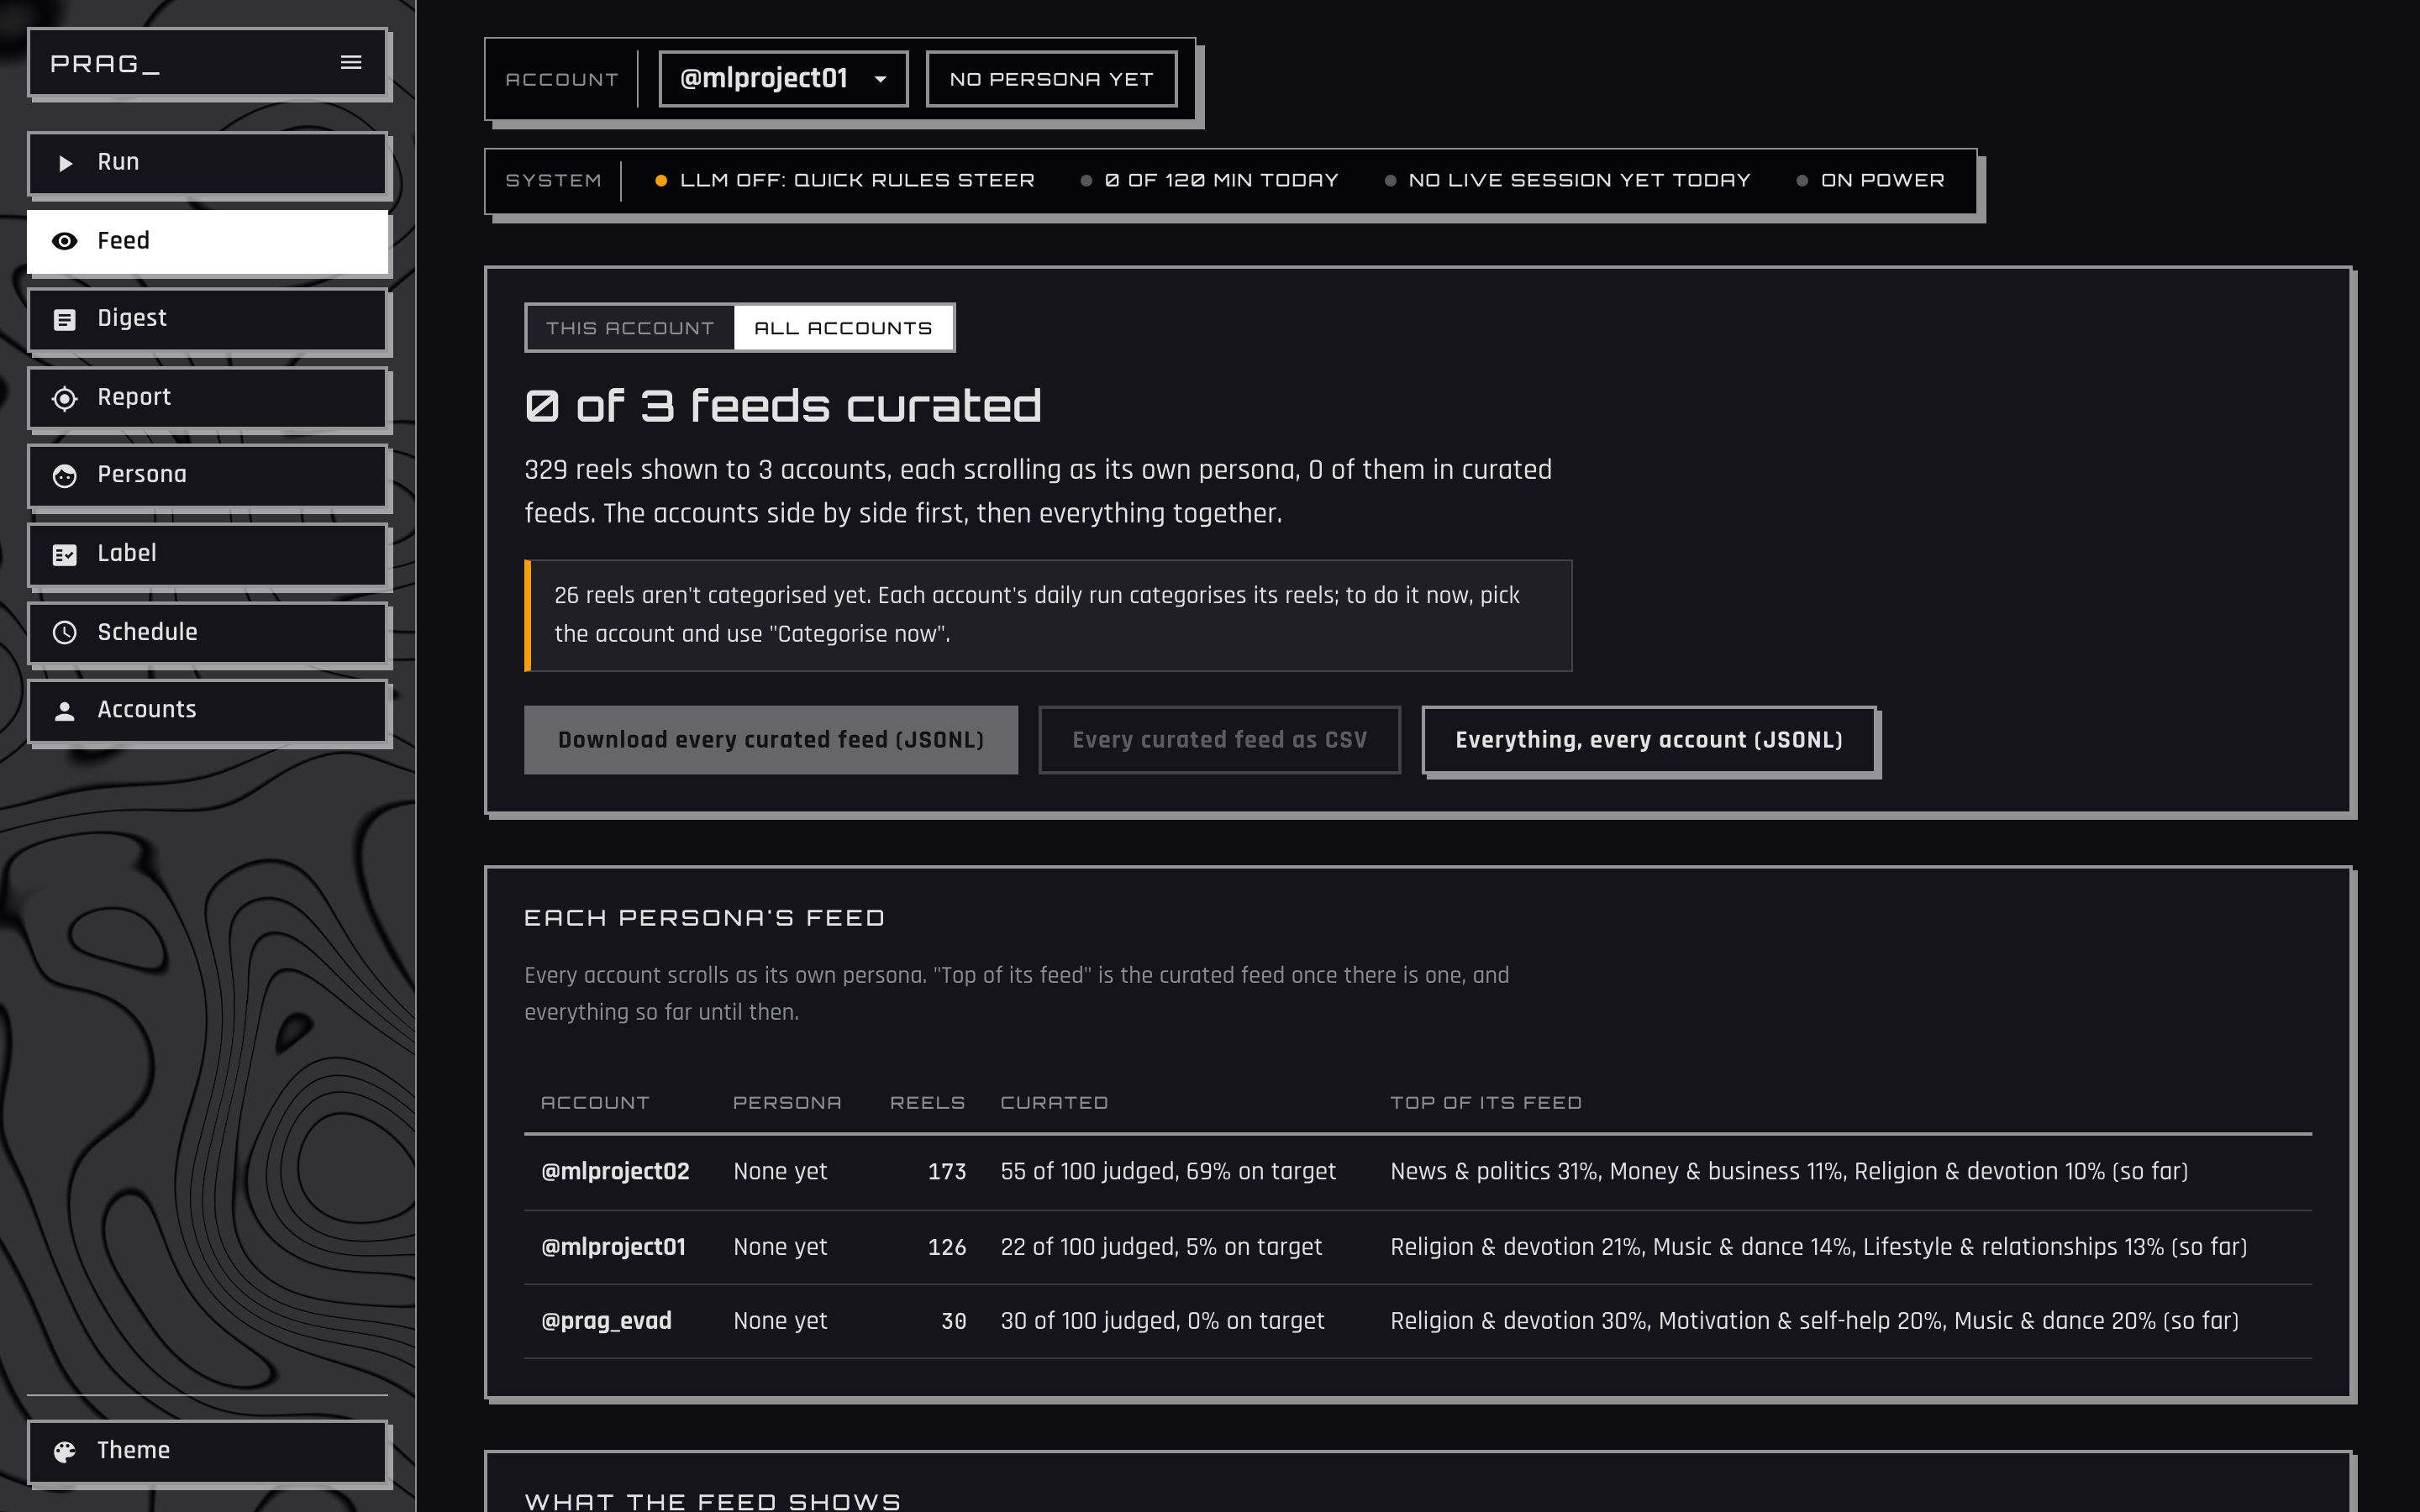 PRAG_
Run
Feed
Digest
Report
Persona
Label
Schedule
Accounts
Theme
ACCOUNT
@mlproject01
NO PERSONA YET
SYSTEM
LLM OFF: QUICK RULES STEER
0 OF 120 MIN TODAY
NO LIVE SESSION YET TODAY
ON POWER
THIS ACCOUNT
ALL ACCOUNTS
0 of 3 feeds curated
329 reels shown to 3 accounts, each scrolling as its own persona, 0 of them in curated
feeds. The accounts side by side first, then everything together.
26 reels aren't categorised yet. Each account's daily run categorises its reels; to do it now, pick
the account and use "Categorise now".
Download every curated feed (JSONL)
Every curated feed as CSV
Everything, every account (JSONL)
EACH PERSONA'S FEED
Every account scrolls as its own persona. "Top of its feed" is the curated feed once there is one, and
everything so far until then.
ACCOUNT PERSONA REELS CURATED TOP OF ITS FEED
@mlproject02 None yet 173 55 of 100 judged, 69% on target News & politics 31%, Money & business 11%, Religion & devotion 10% (so far)
@mlproject01 None yet 126 22 of 100 judged, 5% on target Religion & devotion 21%, Music & dance 14%, Lifestyle & relationships 13% (so far)
@prag_evad None yet 30 30 of 100 judged, 0% on target Religion & devotion 30%, Motivation & self-help 20%, Music & dance 20% (so far)
WHAT THE FEED SHOWS